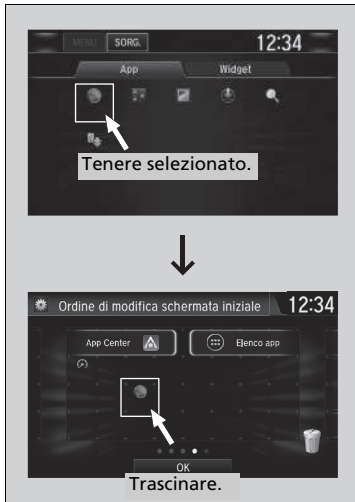 MENU SORG. 12:34
App Widget
Tenere selezionato.
Ordine di modifica schermata iniziale 12:34
App Center Elenco app
OK
Trascinare.